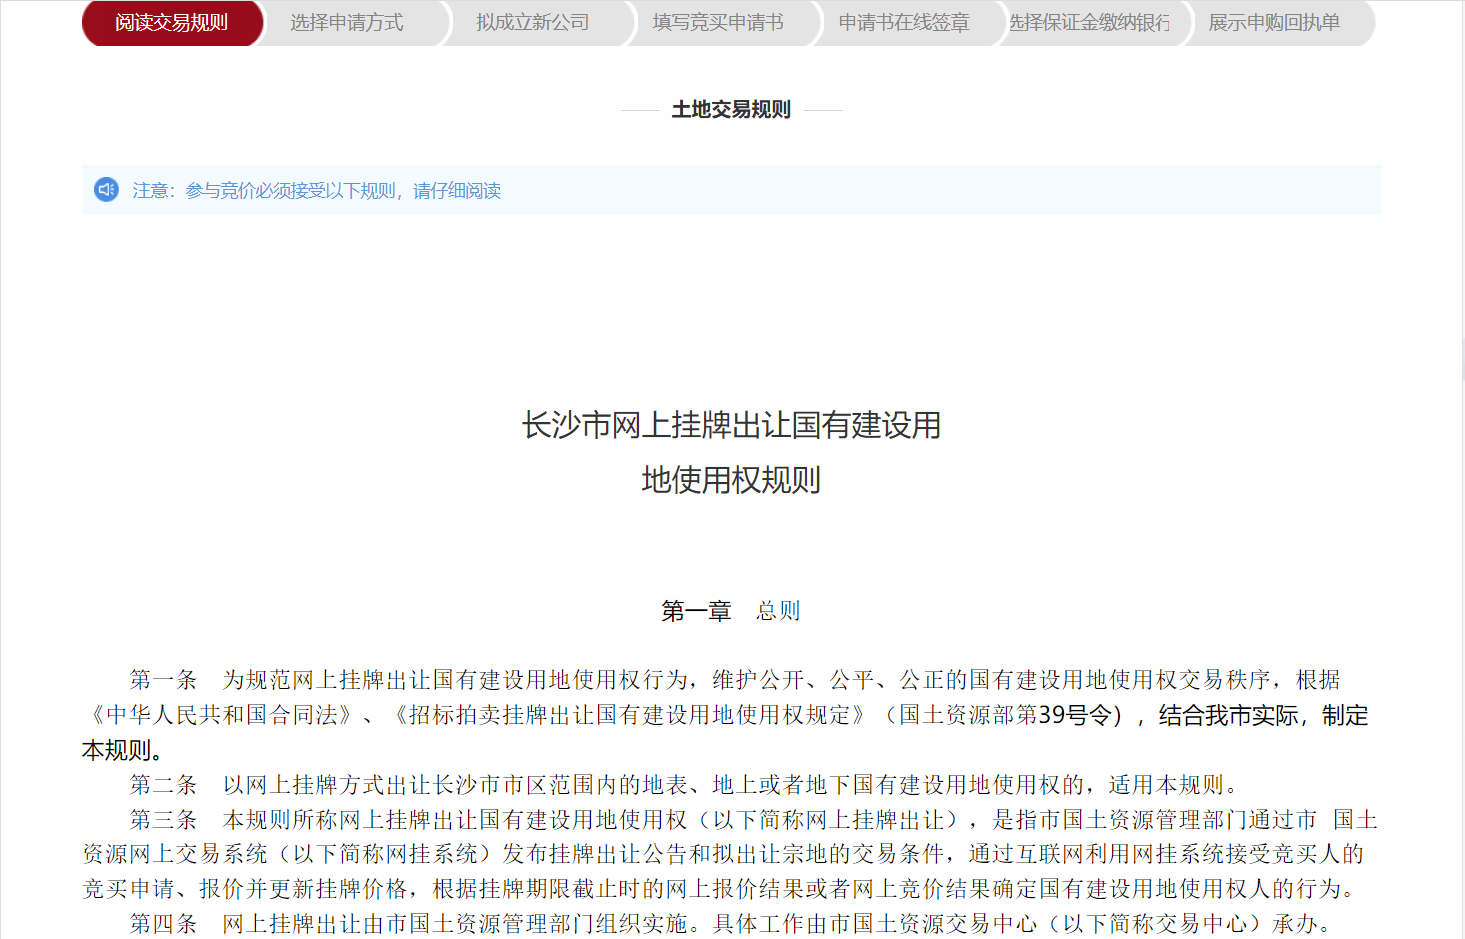 阅读交易规则 选择申请方式 拟成立新公司 填写竞买申请书 申请书在线签章 选择保证金缴纳银行 展示申购回执单
土地交易规则
注意：参与竞价必须接受以下规则，请仔细阅读
长沙市网上挂牌出让国有建设用
地使用权规则
第一章 总则
第一条 为规范网上挂牌出让国有建设用地使用权行为，维护公开、公平、公正的国有建设用地使用权交易秩序，根据
《中华人民共和国合同法》、《招标拍卖挂牌出让国有建设用地使用权规定》（国土资源部第39号令），结合我市实际，制定
本规则。
第二条 以网上挂牌方式出让长沙市市区范围内的地表、地上或者地下国有建设用地使用权的，适用本规则。
第三条 本规则所称网上挂牌出让国有建设用地使用权（以下简称网上挂牌出让），是指市国土资源管理部门通过市 国土
资源网上交易系统（以下简称网挂系统）发布挂牌出让公告和拟出让宗地的交易条件，通过互联网利用网挂系统接受竞买人的
竞买申请、报价并更新挂牌价格，根据挂牌期限截止时的网上报价结果或者网上竞价结果确定国有建设用地使用权人的行为。
第四条 网上挂牌出让由市国土资源管理部门组织实施。具体工作由市国土资源交易中心（以下简称交易中心）承办。